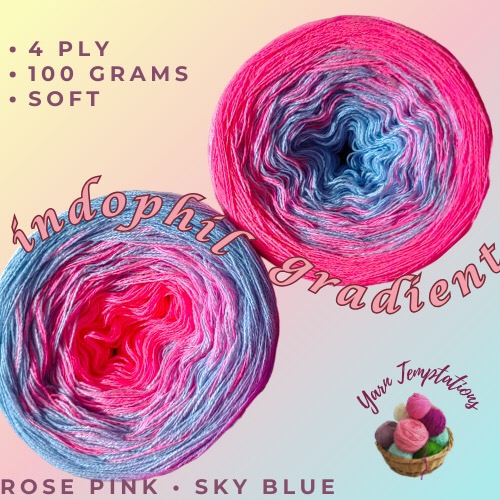 • 4 PLY
• 100 GRAMS
• SOFT
indophil gradient
Yarn Temptations
ROSE PINK • SKY BLUE